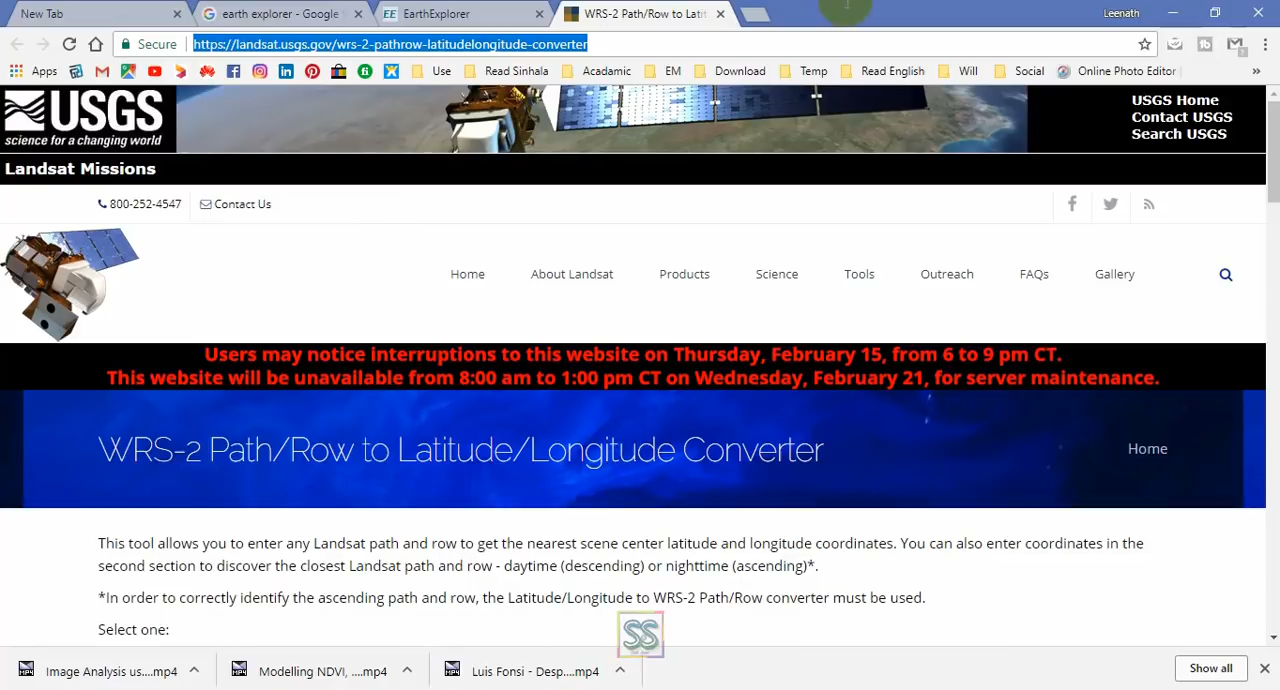 New Tab
earth explorer - Google
EarthExplorer
WRS-2 Path/Row to Lati
Leenath
Secure
https://landsat.usgs.gov/wrs-2-pathrow-latitudelongitude-converter
Apps
Use
Read Sinhala
Acadamic
EM
Download
Temp
Read English
Will
Social
Online Photo Editor
USGS
science for a changing world
USGS Home
Contact USGS
Search USGS
Landsat Missions
800-252-4547
Contact Us
Home
About Landsat
Products
Science
Tools
Outreach
FAQs
Gallery
Users may notice interruptions to this website on Thursday, February 15, from 6 to 9 pm CT.
This website will be unavailable from 8:00 am to 1:00 pm CT on Wednesday, February 21, for server maintenance.
WRS-2 Path/Row to Latitude/Longitude Converter
Home
This tool allows you to enter any Landsat path and row to get the nearest scene center latitude and longitude coordinates. You can also enter coordinates in the
second section to discover the closest Landsat path and row - daytime (descending) or nighttime (ascending)*.
*In order to correctly identify the ascending path and row, the Latitude/Longitude to WRS-2 Path/Row converter must be used.
Select one:
SS
Image Analysis us....mp4
Modelling NDVI, ....mp4
Luis Fonsi - Desp....mp4
Show all